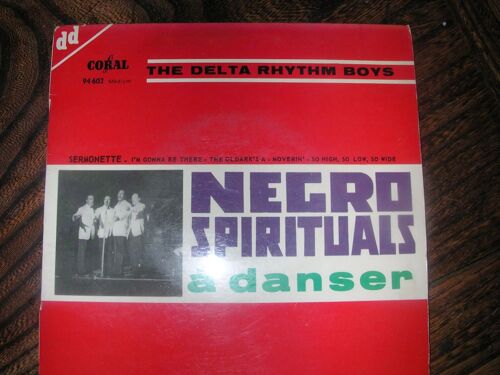 dd
CORAL
THE DELTA RHYTHM BOYS
94 602
SERMONETTE - I'M GONNA BE THERE - THE OLDARK'S A - MOVERIN' - SO HIGH, SO LOW, SO WIDE
NEGRO
SPIRITUALS
à danser